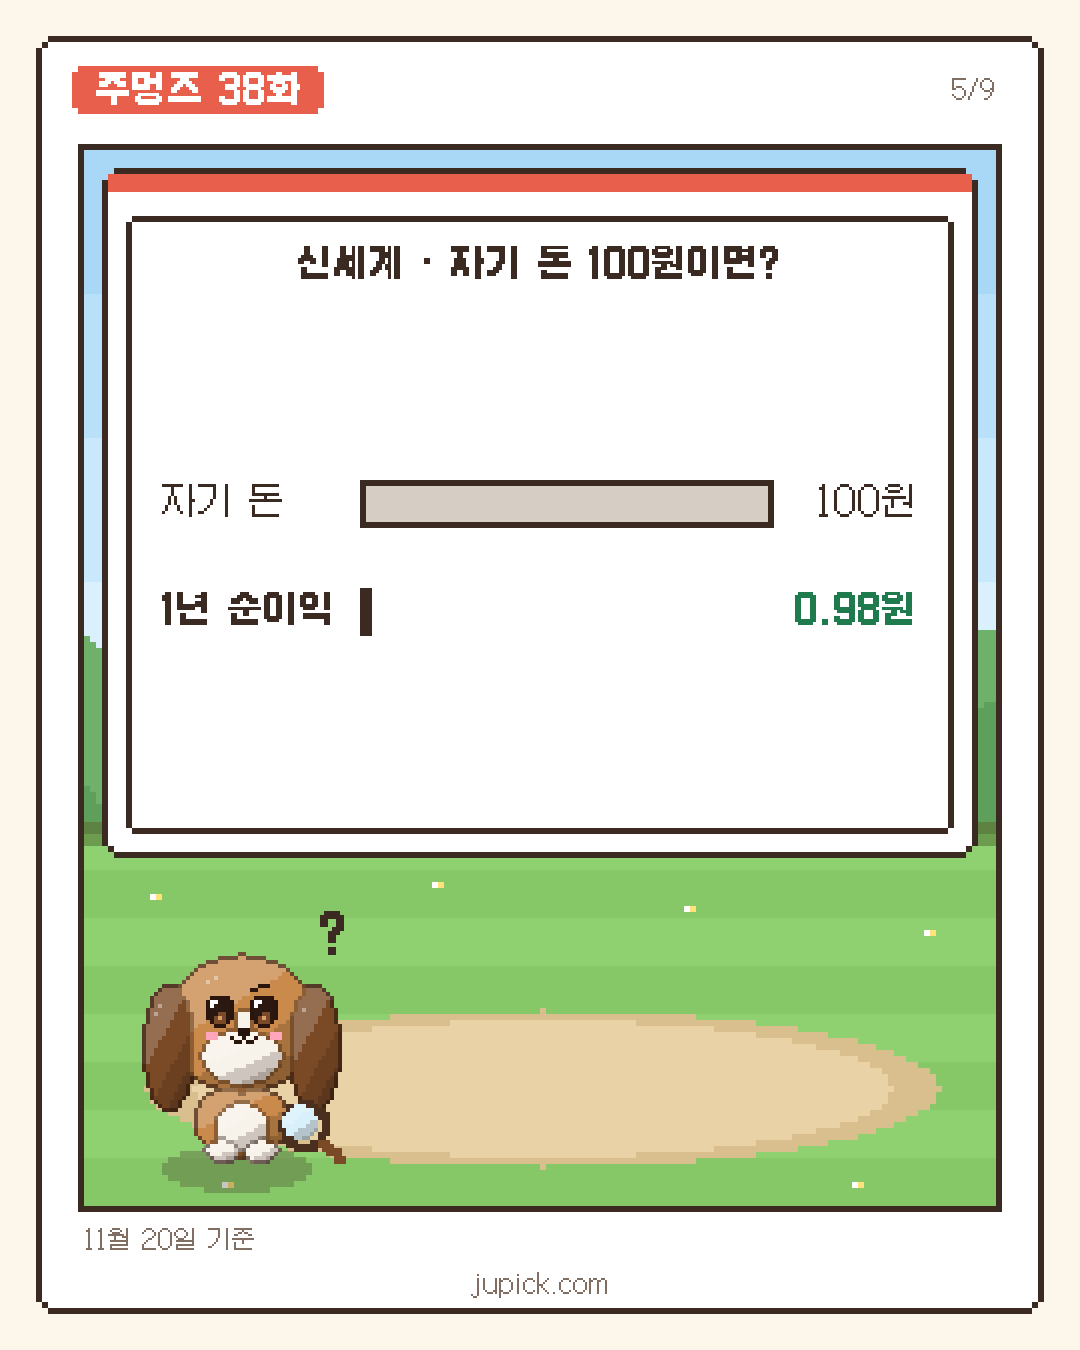 주멍즈 38화
5/9
신세계 · 자기 돈 100원이면?
자기 돈 100원
1년 순이익 0.98원
?
11월 20일 기준
jupick.com